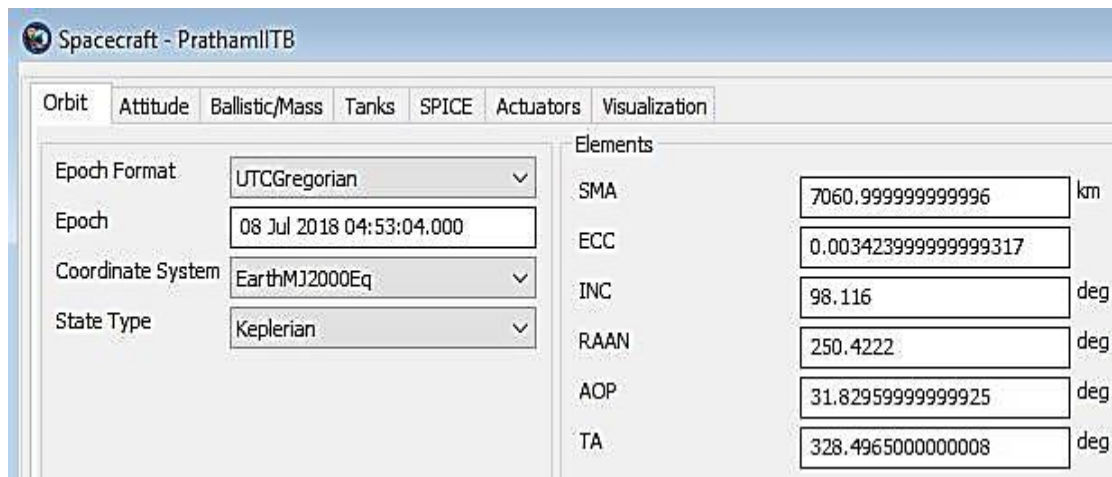 Spacecraft - PrathamIITB
Orbit Attitude Ballistic/Mass Tanks SPICE Actuators Visualization
Epoch Format UTCGregorian
Epoch 08 Jul 2018 04:53:04.000
Coordinate System EarthMJ2000Eq
State Type Keplerian
Elements
SMA 7060.999999999996 km
ECC 0.003423999999999317
INC 98.116 deg
RAAN 250.4222 deg
AOP 31.82959999999925 deg
TA 328.4965000000008 deg